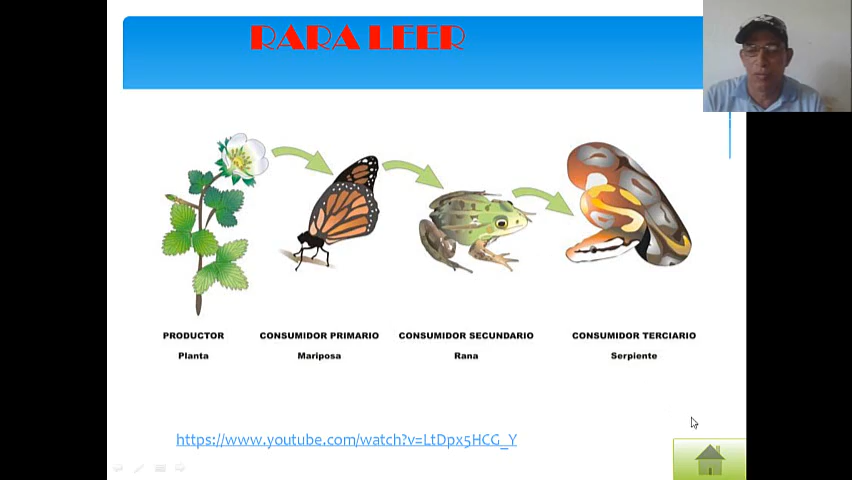 RARA LEER
PRODUCTOR
Planta
CONSUMIDOR PRIMARIO
Mariposa
CONSUMIDOR SECUNDARIO
Rana
CONSUMIDOR TERCIARIO
Serpiente
https://www.youtube.com/watch?v=LtDpx5HCG_Y